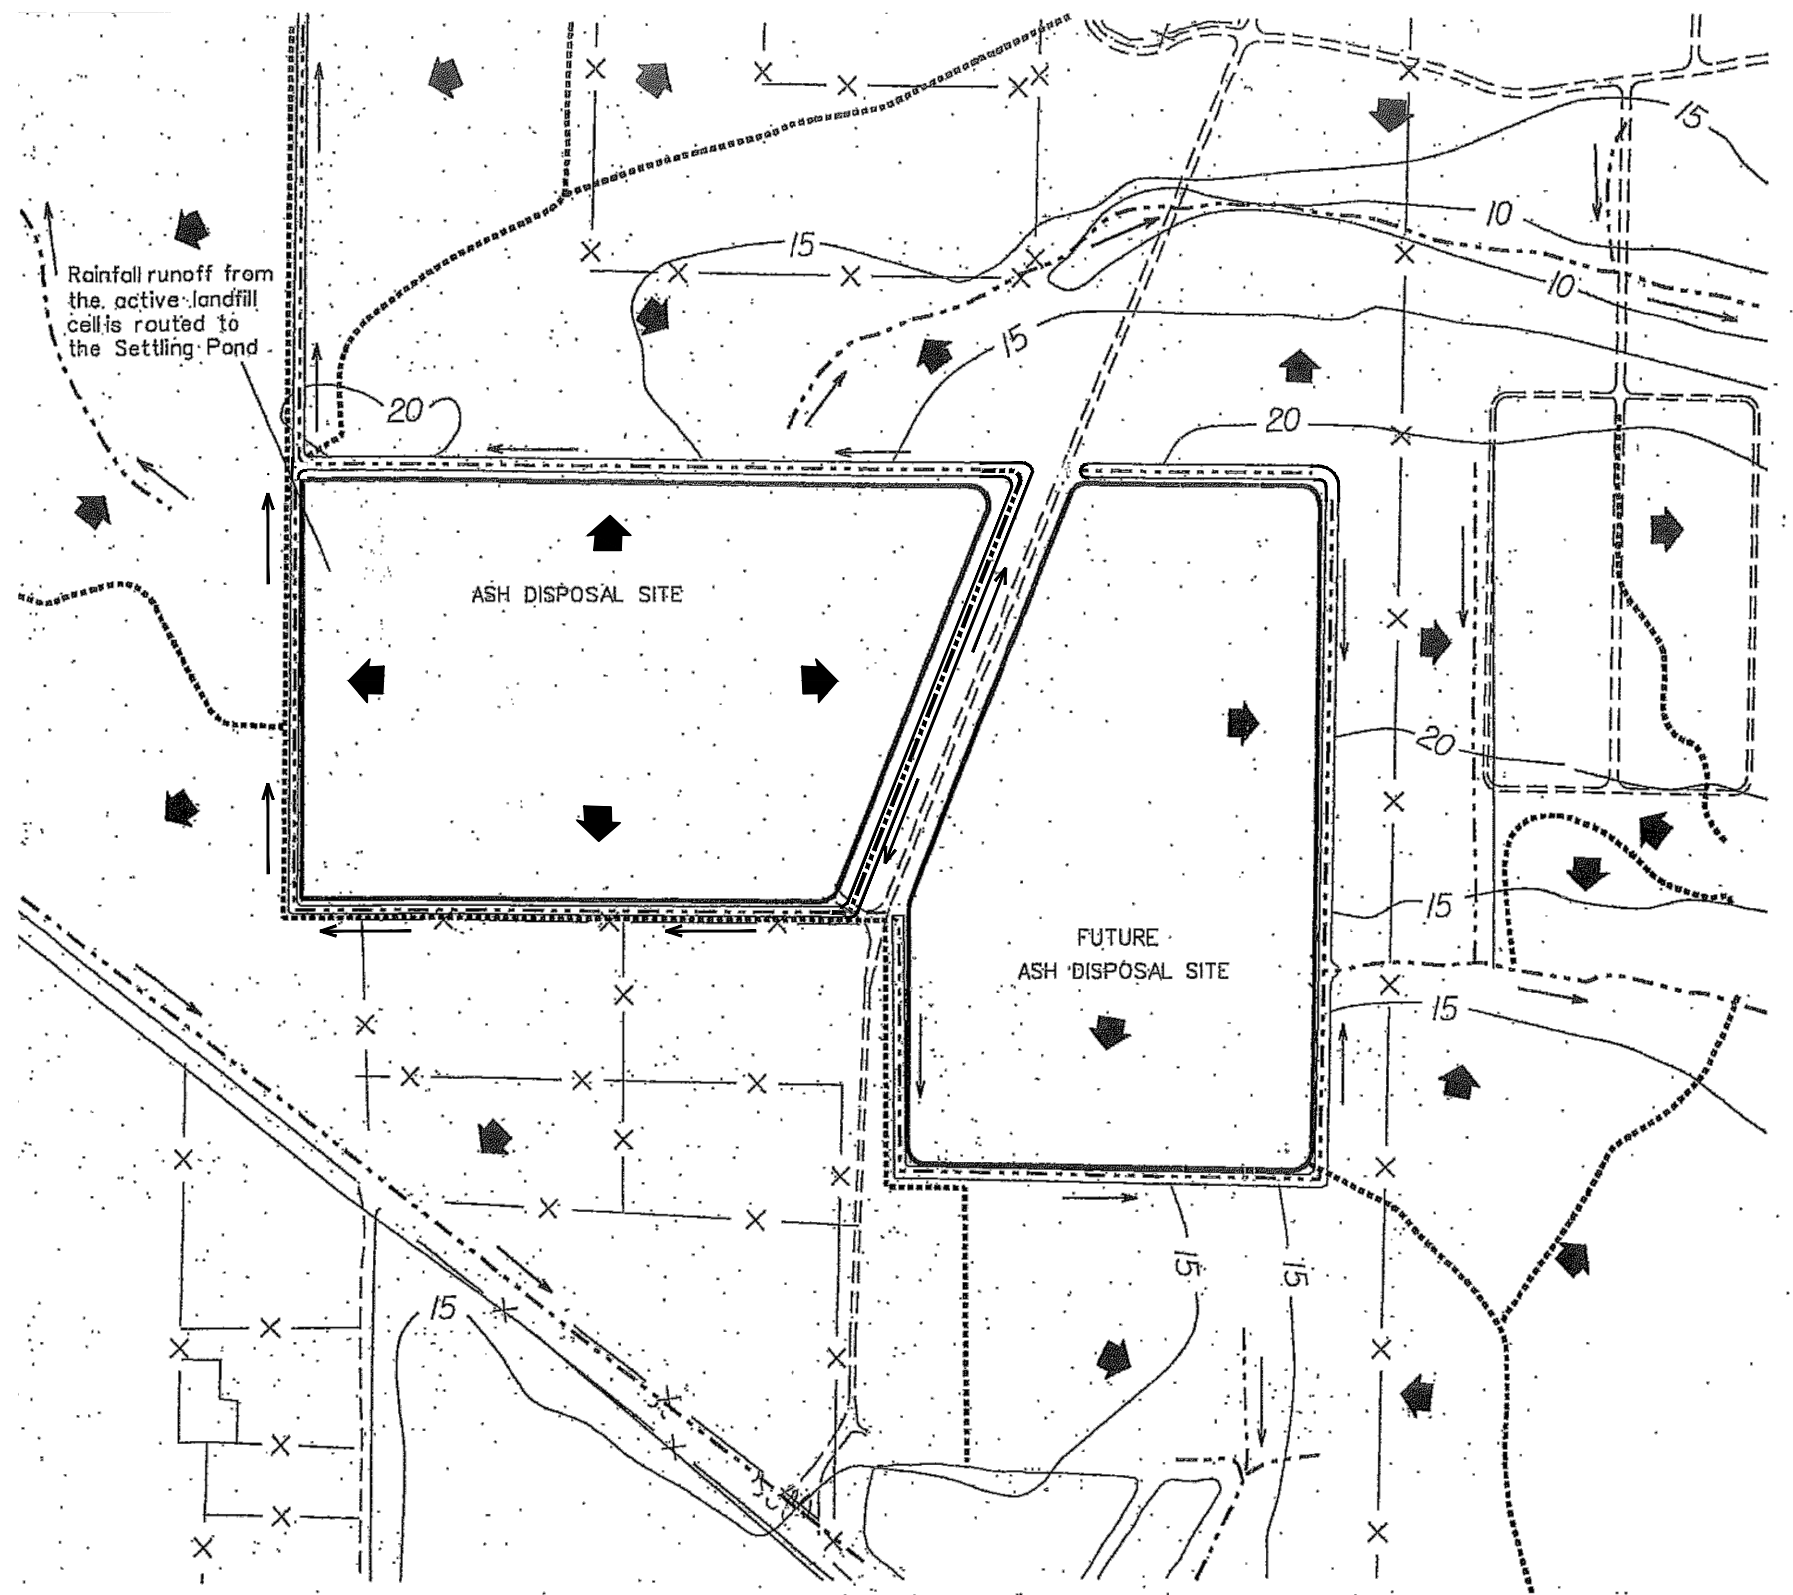 15
10
15
Rainfall runoff from
the active landfill
cell is routed to
the Settling Pond
10
15
20
20
ASH DISPOSAL SITE
20
15
FUTURE
ASH DISPOSAL SITE
15
15
15
15